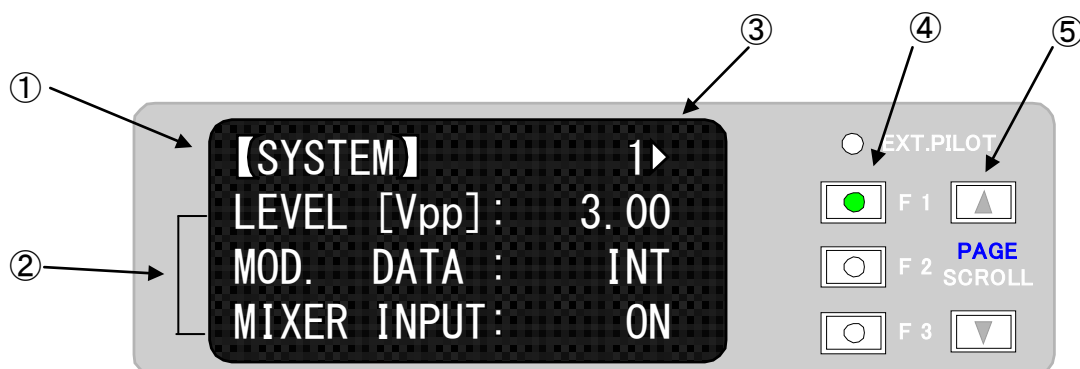 ③ ④ ⑤
①
【SYSTEM】 1▶
EXT.PILOT
LEVEL [Vpp]: 3.00
F 1
②
MOD. DATA : INT
F 2
PAGE
SCROLL
MIXER INPUT: ON
F 3